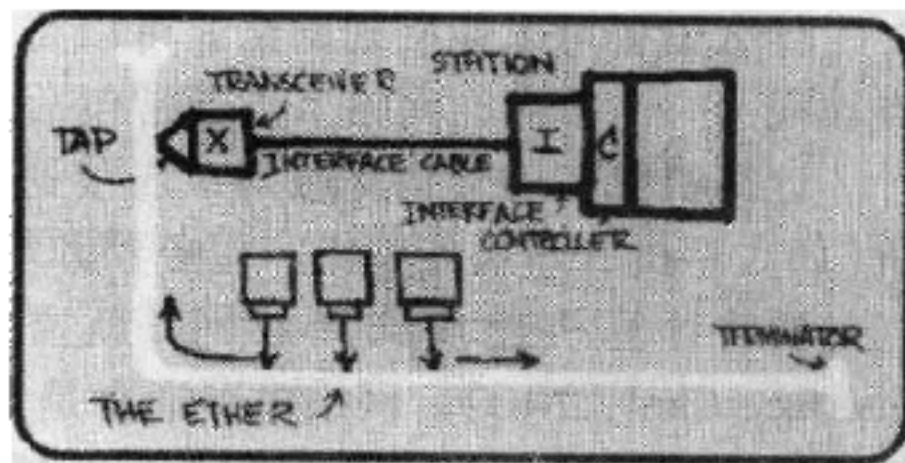 STATION
TRANSCEIVER
TAP
X
I
C
INTERFACE CABLE
INTERFACE
CONTROLLER
TERMINATOR
THE ETHER